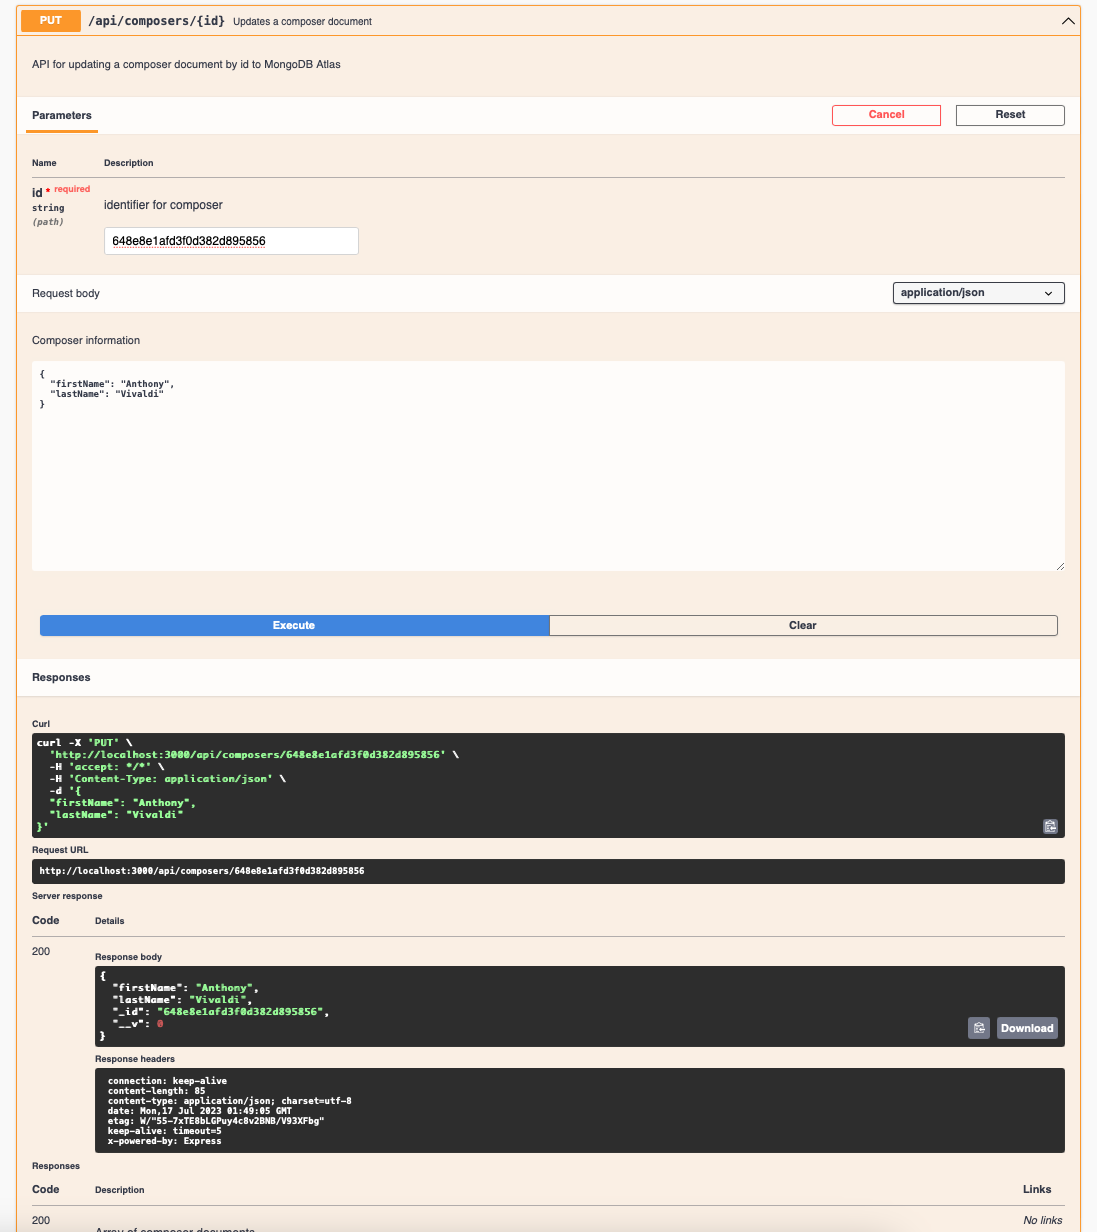 PUT /api/composers/{id} Updates a composer document
API for updating a composer document by id to MongoDB Atlas
Parameters Cancel Reset
Name Description
id * required
string
(path)
identifier for composer
648e8e1afd3f0d382d895856
Request body application/json
Composer information
{
"firstName": "Anthony",
"lastName": "Vivaldi"
}
Execute Clear
Responses
Curl
curl -X 'PUT' \
'http://localhost:3000/api/composers/648e8e1afd3f0d382d895856' \
-H 'accept: */*' \
-H 'Content-Type: application/json' \
-d '{
"firstName": "Anthony",
"lastName": "Vivaldi"
}'
Request URL
http://localhost:3000/api/composers/648e8e1afd3f0d382d895856
Server response
Code Details
200
Response body
{
"firstName": "Anthony",
"lastName": "Vivaldi",
"_id": "648e8e1afd3f0d382d895856",
"__v": 0
}
Download
Response headers
connection: keep-alive
content-length: 85
content-type: application/json; charset=utf-8
date: Mon,17 Jul 2023 01:49:05 GMT
etag: W/"55-7xTE8bLGPuy4c8v2BNB/V93XFbg"
keep-alive: timeout=5
x-powered-by: Express
Responses
Code Description Links
200 No links
Array of composer documents